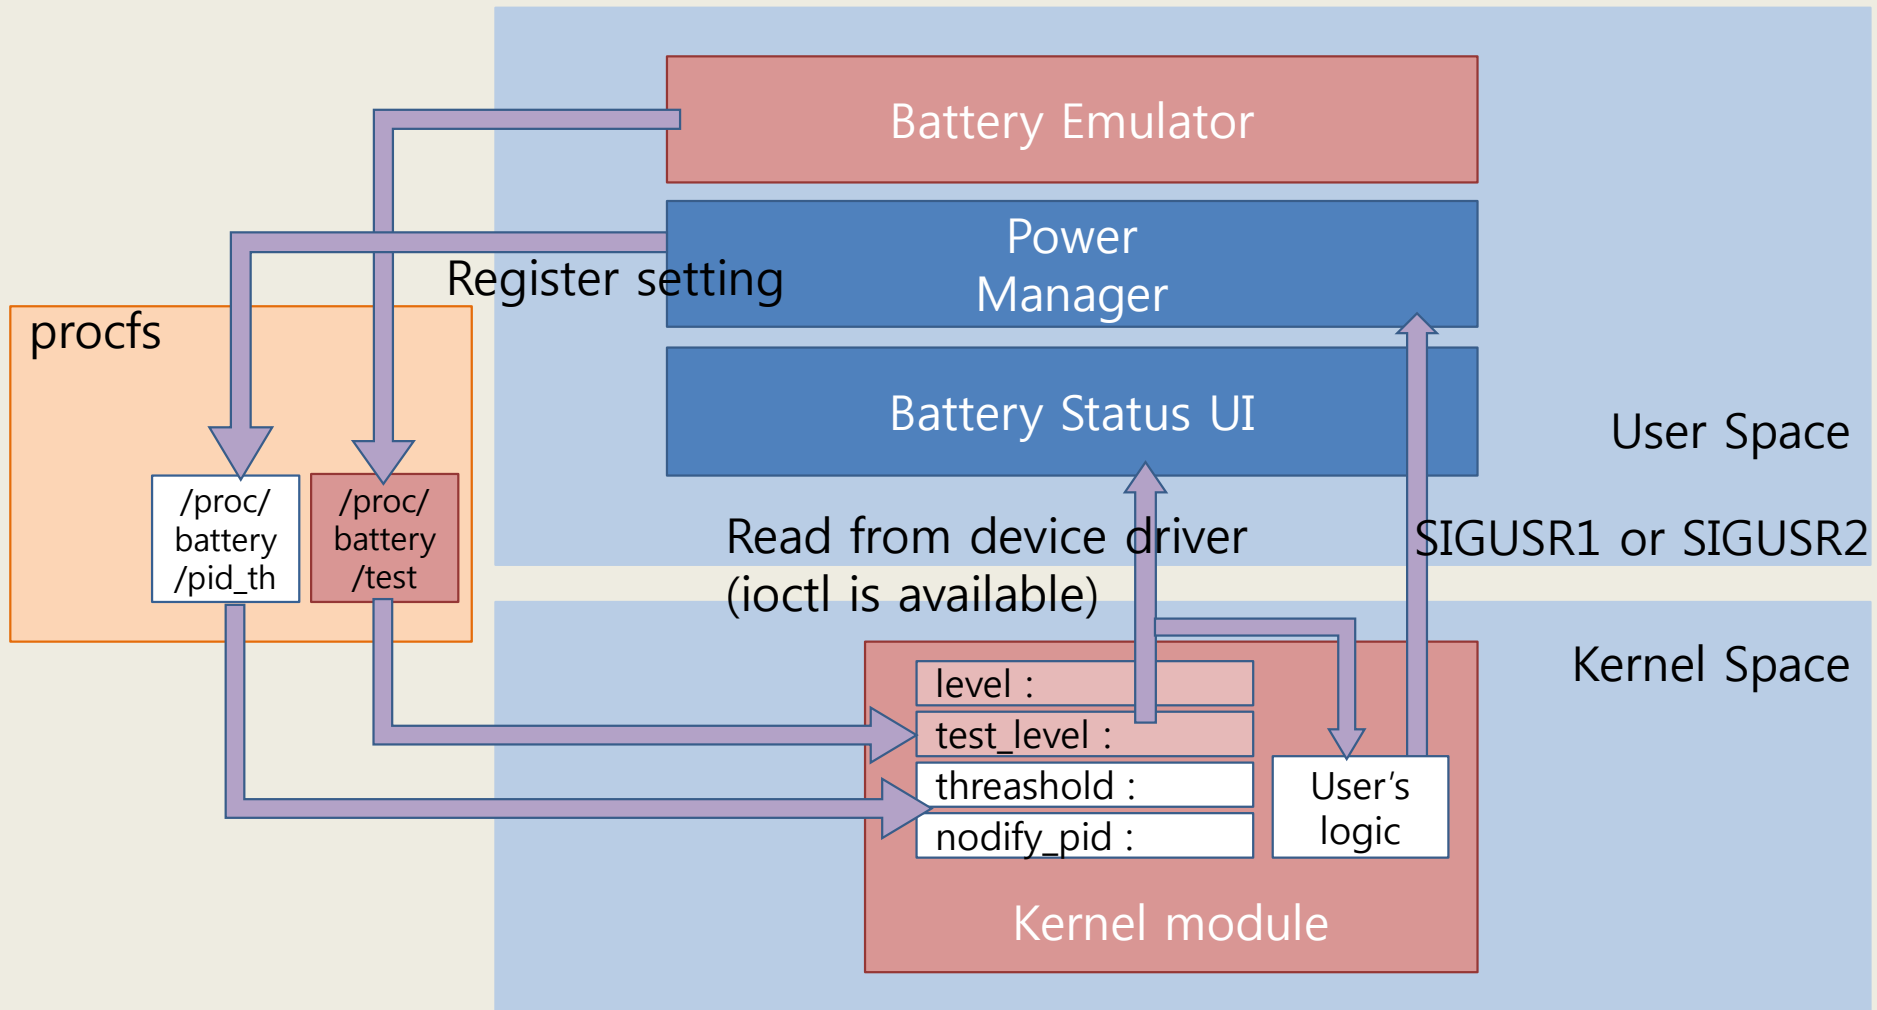 Battery Emulator
Power
Manager
Register setting
procfs
Battery Status UI
User Space
/proc/
battery
/pid_th
/proc/
battery
/test
Read from device driver
(ioctl is available)
SIGUSR1 or SIGUSR2
Kernel Space
level :
test_level :
threashold :
nodify_pid :
User’s
logic
Kernel module